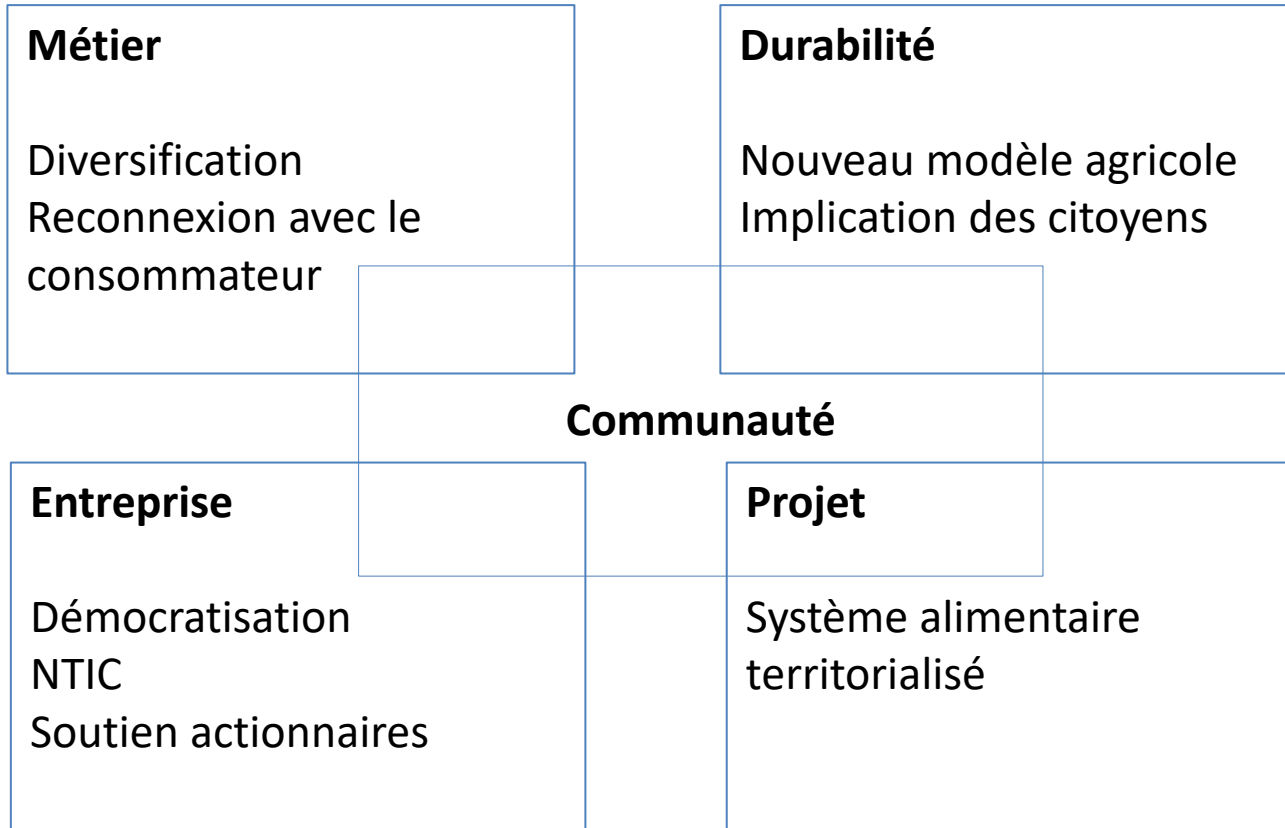 Métier
Diversification
Reconnexion avec le
consommateur
Durabilité
Nouveau modèle agricole
Implication des citoyens
Communauté
Entreprise
Démocratisation
NTIC
Soutien actionnaires
Projet
Système alimentaire
territorialisé